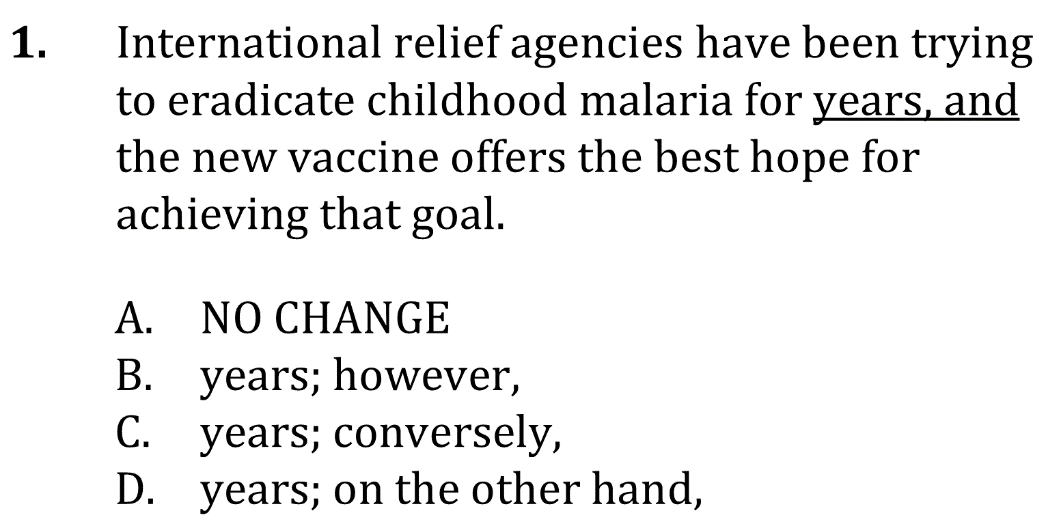 1. International relief agencies have been trying
to eradicate childhood malaria for years, and
the new vaccine offers the best hope for
achieving that goal.
A. NO CHANGE
B. years; however,
C. years; conversely,
D. years; on the other hand,